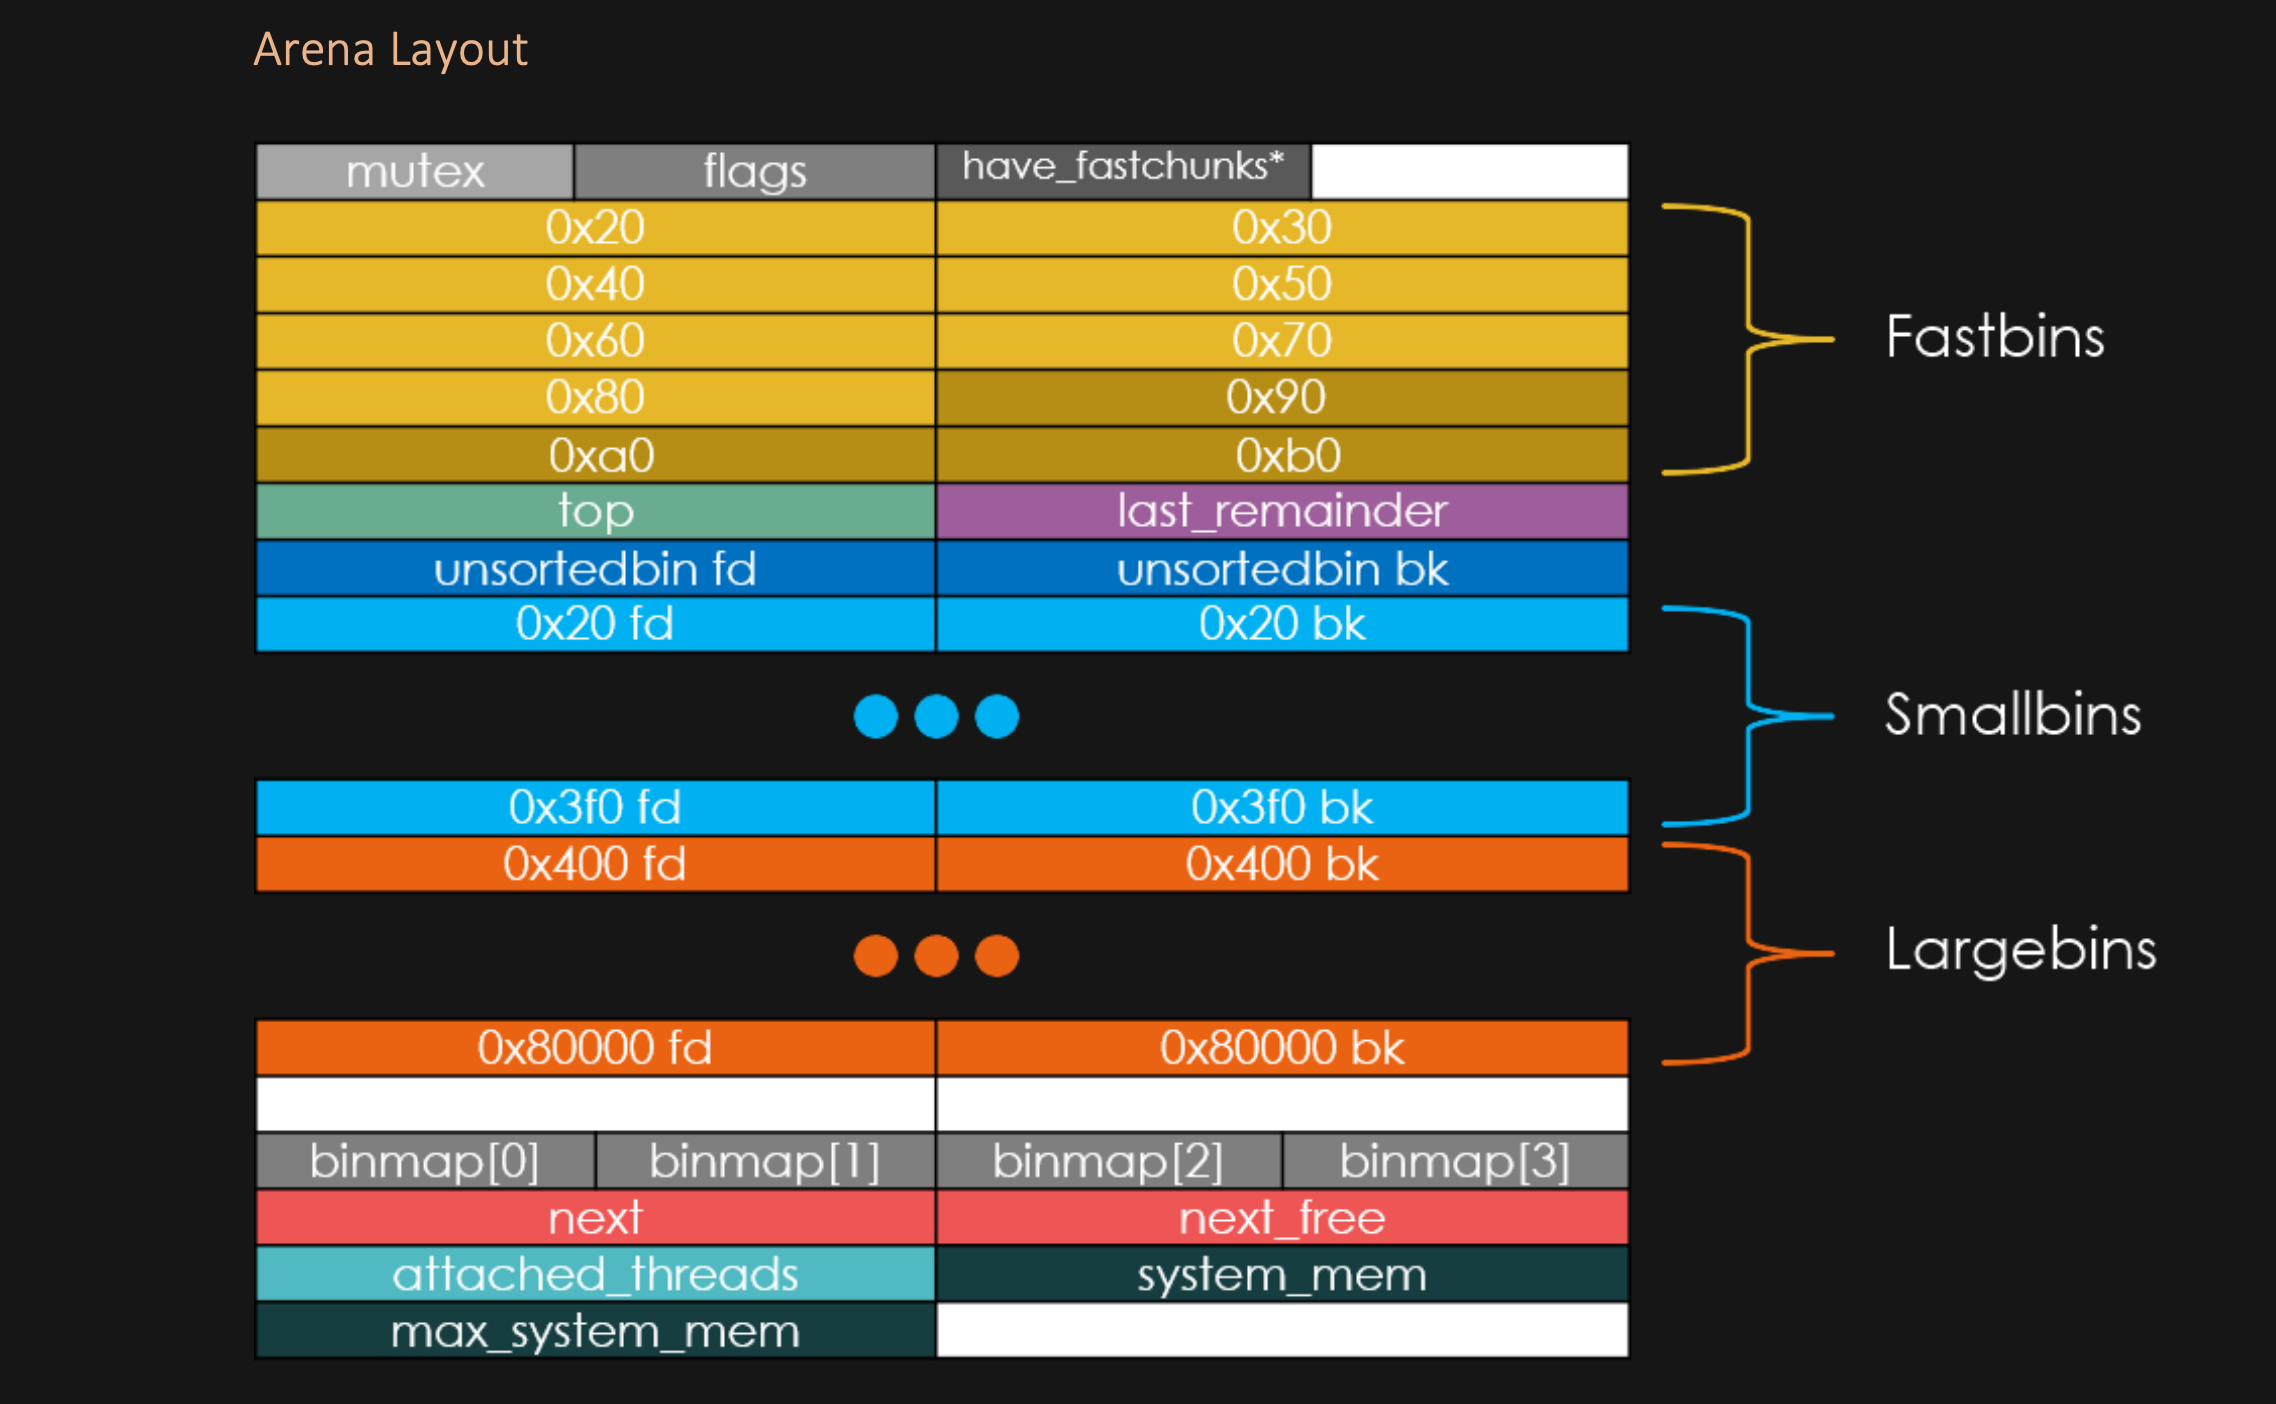 Arena Layout
mutex flags have_fastchunks*
0x20 0x30
0x40 0x50
0x60 0x70
0x80 0x90
0xa0 0xb0
Fastbins
top last_remainder
unsortedbin fd unsortedbin bk
0x20 fd 0x20 bk
Smallbins
0x3f0 fd 0x3f0 bk
0x400 fd 0x400 bk
Largebins
0x80000 fd 0x80000 bk
binmap[0] binmap[1] binmap[2] binmap[3]
next next_free
attached_threads system_mem
max_system_mem